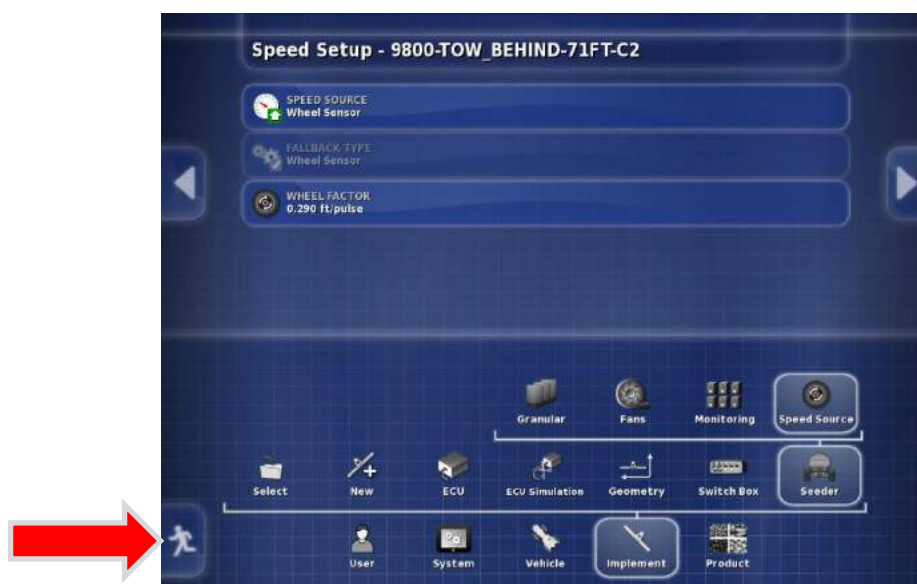 Speed Setup - 9800-TOW_BEHIND-71FT-C2
SPEED SOURCE
Wheel Sensor
FALLBACK TYPE
Wheel Sensor
WHEEL FACTOR
0.290 ft/pulse
Granular Fans Monitoring Speed Source
Select New ECU ECU Simulation Geometry Switch Box Seeder
User System Vehicle Implement Product